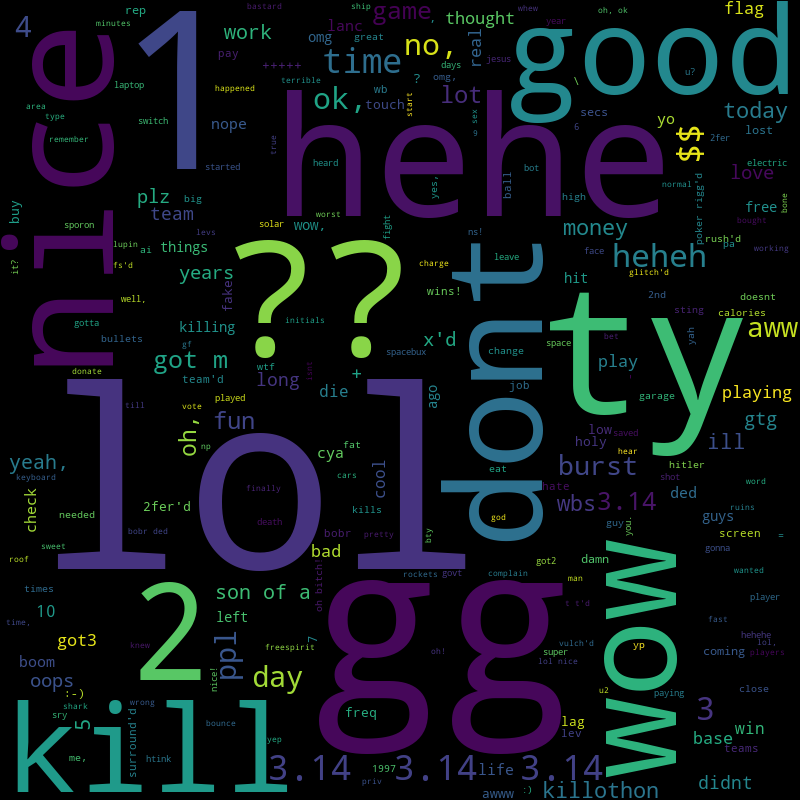 bastard
ship
whew
oh, ok
flag
4
rep
game
,
thought
year
minutes
nice
1
work
omg
lanc
great
no,
real
good
pay
+++++
time
days
omg,
jesus
u?
terrible
?
\
laptop
happened
wb
ok,
touch
start
lot
sex
area
type
switch
nope
hehe
9
secs
6
yo
$$
today
lost
2fer
remember
started
true
heard
yes,
ball
bot
high
normal
poker rigg'd
electric
love
buy
sporon
plz
big
team
worst
fight
free
bone
bought
it?
lupin
fs'd
ai
levs
things
solar
wow,
??
ns!
dont
leave
money
face
heheh
rush'd
pa
working
years
fake
charge
hit
glitch'd
well,
wins!
2nd
doesnt
gotta
bullets
killing
initials
x'd
ty
sting
calories
yah
aww
gf
got m
spacebux
change
space
bet
donate
team'd
wtf
long
isnt
+
die
ago
job
play
garage
playing
till
vote
played
lol
oh,
fun
low
saved
gtg
yeah,
np
cya
fat
holy
ill
hear
keyboard
check
cool
cars
eat
burst
hitler
hate
shot
finally
word
needed
2fer'd
kills
wbs
3.14
ded
death
god
guy
you.
guys
ruins
sweet
bobr ded
bobr
pretty
bty
screen
=
bad
gonna
roof
got2
damn
wow
oh bitch!
rockets
govt
complain
man
wanted
times
2
son of a
gg
player
10
left
t t'd
time,
fast
got3
knew
ppl
7
freespirit
oh!
vulch'd
super
lol nice
yp
hehehe
lol,
players
boom
coming
oops
nice!
day
u2
paying
close
:-)
kill
shark
sry
wrong
5
surround'd
bounce
freq
lag
lev
3
win
base
teams
me,
htink
yep
3.14
1997
priv
3.14
life
3.14
awww
:)
killothon
didnt